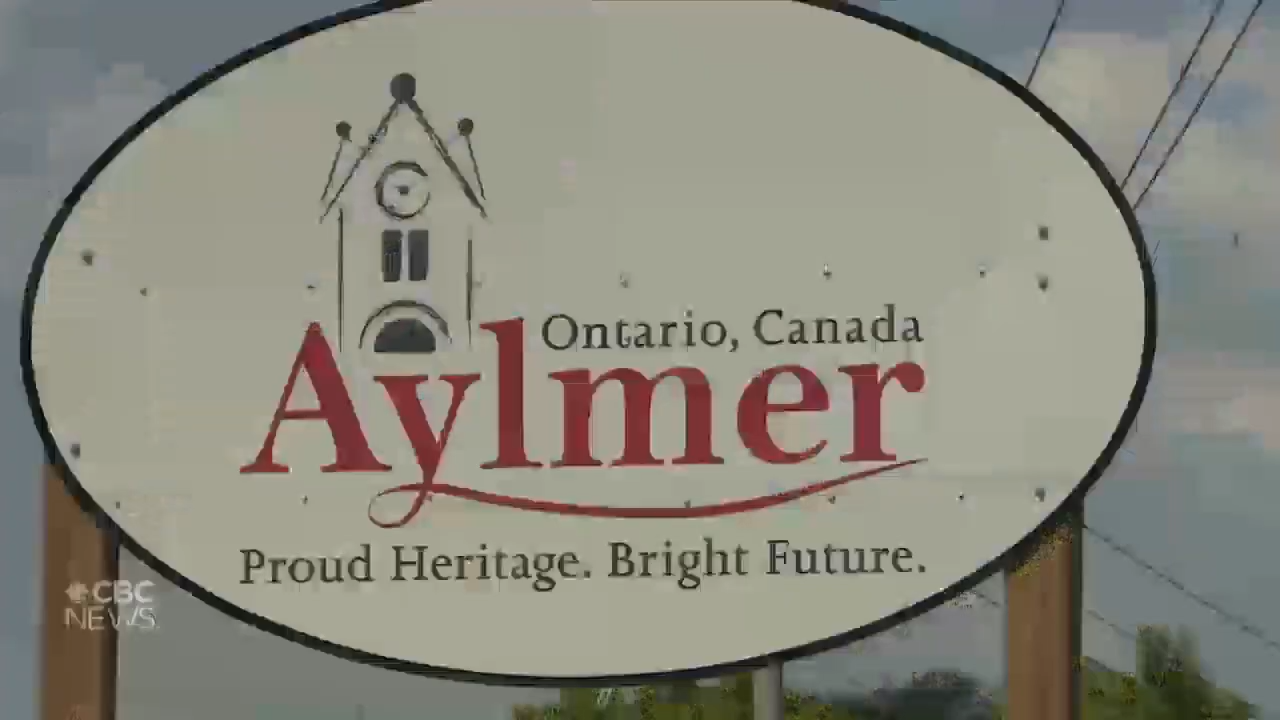 Ontario, Canada
Aylmer
Proud Heritage. Bright Future.
CBC
NEWS